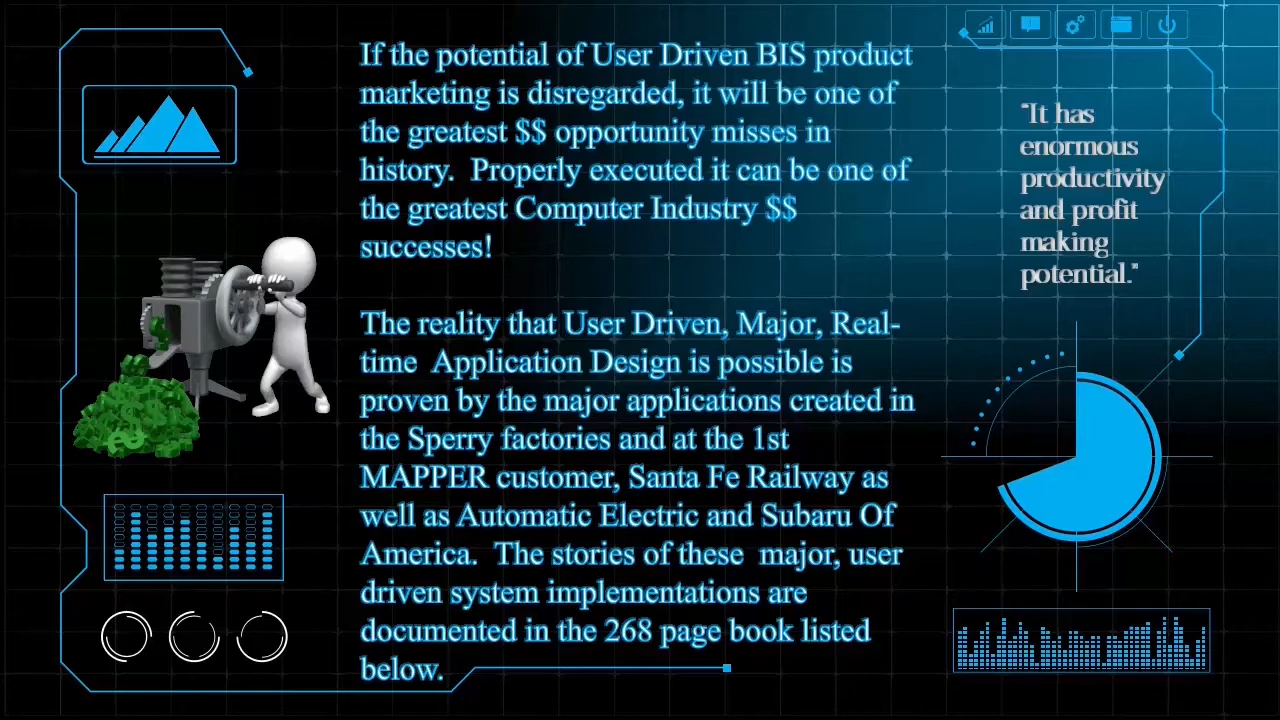 If the potential of User Driven BIS product
marketing is disregarded, it will be one of
the greatest $$ opportunity misses in
history.  Properly executed it can be one of
the greatest Computer Industry $$
successes!
The reality that User Driven, Major, Real-
time  Application Design is possible is
proven by the major applications created in
the Sperry factories and at the 1st
MAPPER customer, Santa Fe Railway as
well as Automatic Electric and Subaru Of
America.  The stories of these  major, user
driven system implementations are
documented in the 268 page book listed
below.
"It has
enormous
productivity
and profit
making
potential."